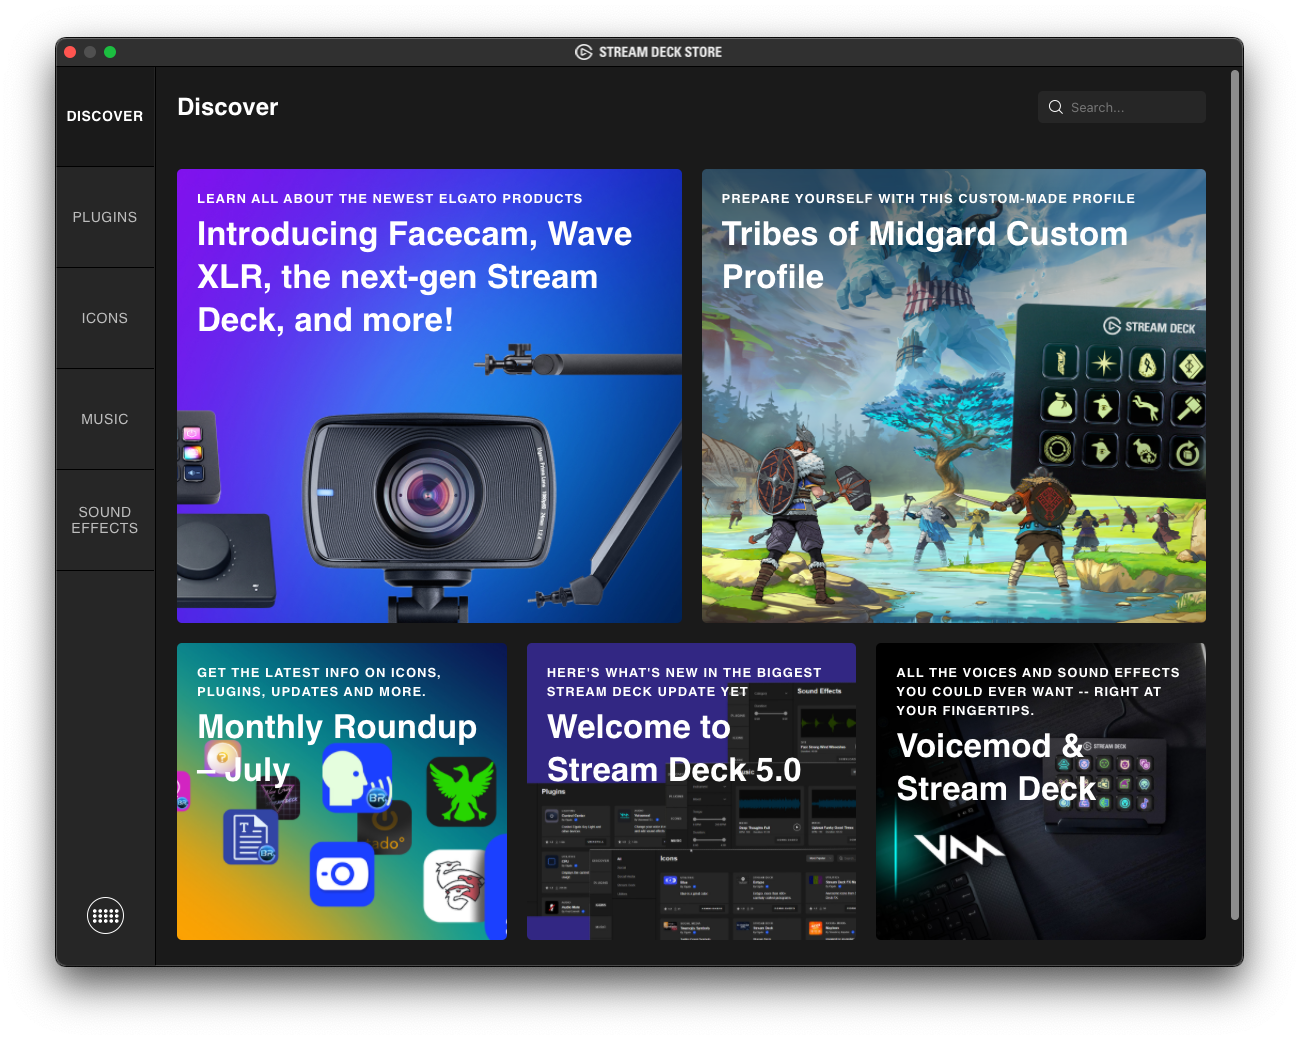 STREAM DECK STORE
DISCOVER
PLUGINS
ICONS
MUSIC
SOUND
EFFECTS
Discover
Search...
LEARN ALL ABOUT THE NEWEST ELGATO PRODUCTS
Introducing Facecam, Wave
XLR, the next-gen Stream
Deck, and more!
PREPARE YOURSELF WITH THIS CUSTOM-MADE PROFILE
Tribes of Midgard Custom
Profile
STREAM DECK
GET THE LATEST INFO ON ICONS,
PLUGINS, UPDATES AND MORE.
Monthly Roundup
– July
BR
BR
HERE'S WHAT'S NEW IN THE BIGGEST
STREAM DECK UPDATE YET
Welcome to
Stream Deck 5.0
Sound Effects
Plugins
Icons
ALL THE VOICES AND SOUND EFFECTS
YOU COULD EVER WANT -- RIGHT AT
YOUR FINGERTIPS.
Voicemod &
Stream Deck
STREAM DECK
VM